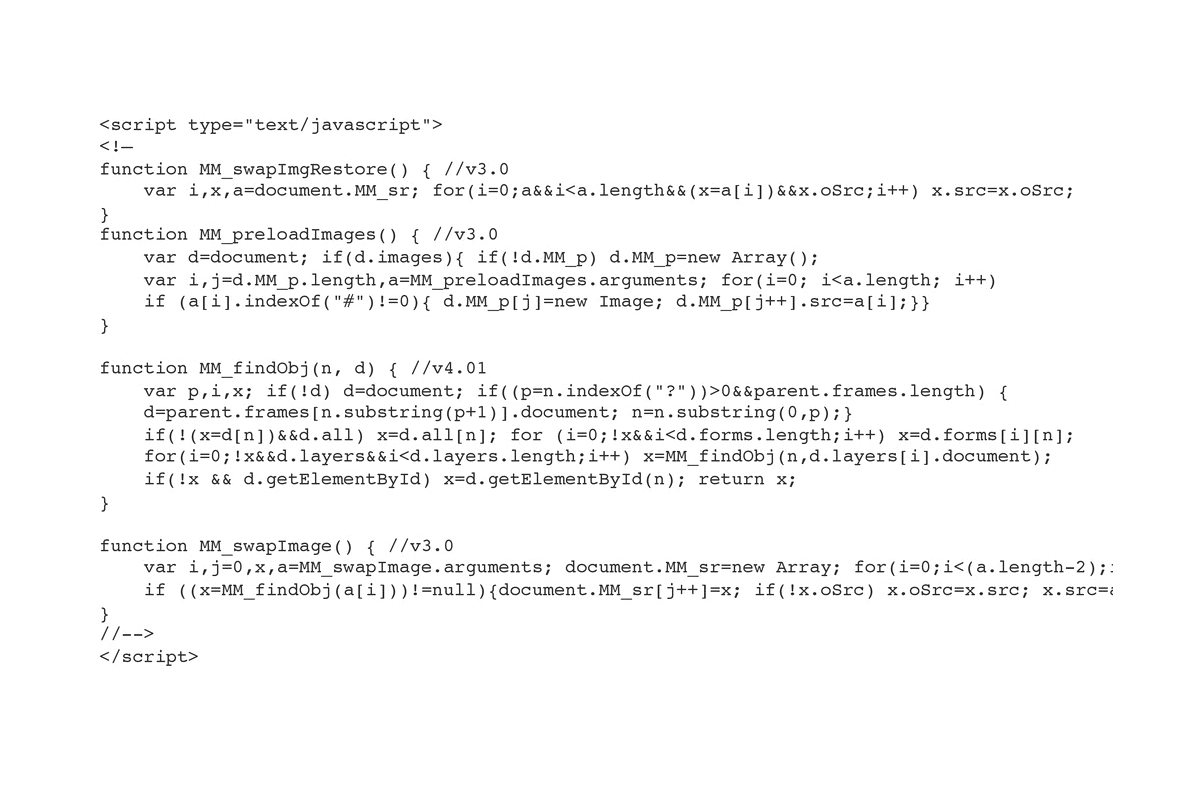 <script type="text/javascript">
<!—
function MM_swapImgRestore() { //v3.0
var i,x,a=document.MM_sr; for(i=0;a&&i<a.length&&(x=a[i])&&x.oSrc;i++) x.src=x.oSrc;
}
function MM_preloadImages() { //v3.0
var d=document; if(d.images){ if(!d.MM_p) d.MM_p=new Array();
var i,j=d.MM_p.length,a=MM_preloadImages.arguments; for(i=0; i<a.length; i++)
if (a[i].indexOf("#")!=0){ d.MM_p[j]=new Image; d.MM_p[j++].src=a[i];}}
}
function MM_findObj(n, d) { //v4.01
var p,i,x; if(!d) d=document; if((p=n.indexOf("?"))>0&&parent.frames.length) {
d=parent.frames[n.substring(p+1)].document; n=n.substring(0,p);}
if(!(x=d[n])&&d.all) x=d.all[n]; for (i=0;!x&&i<d.forms.length;i++) x=d.forms[i][n];
for(i=0;!x&&d.layers&&i<d.layers.length;i++) x=MM_findObj(n,d.layers[i].document);
if(!x && d.getElementById) x=d.getElementById(n); return x;
}
function MM_swapImage() { //v3.0
var i,j=0,x,a=MM_swapImage.arguments; document.MM_sr=new Array; for(i=0;i<(a.length-2);
if ((x=MM_findObj(a[i]))!=null){document.MM_sr[j++]=x; if(!x.oSrc) x.oSrc=x.src; x.src=
}
//-->
</script>